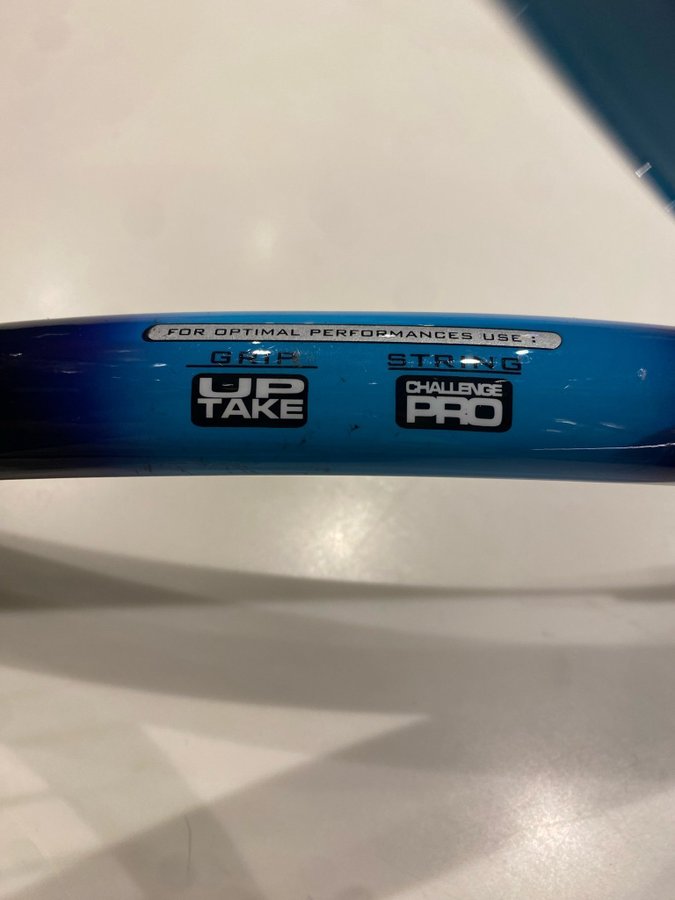 FOR OPTIMAL PERFORMANCES USE :
GRIP STRING
UP CHALLENGE
TAKE PRO